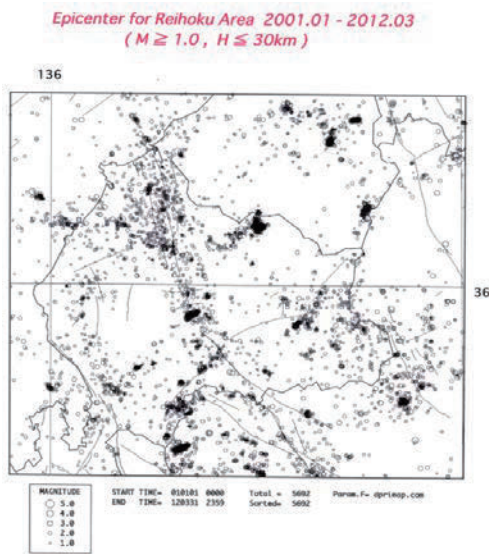 Epicenter for Reihoku Area 2001.01 - 2012.03
( M ≧ 1.0 , H ≦ 30km )
136
36
MAGNITUDE
5.0
4.0
3.0
2.0
1.0
START TIME= 010101 0000 Total = 5692 Param.F= dprimap.com
END TIME= 120331 2359 Sorted= 5692